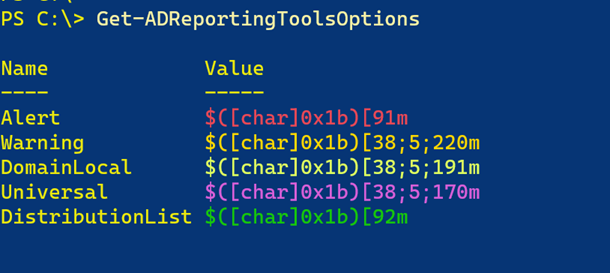 PS C:\> Get-ADReportingToolsOptions
Name Value
---- -----
Alert $([char]0x1b)[91m
Warning $([char]0x1b)[38;5;220m
DomainLocal $([char]0x1b)[38;5;191m
Universal $([char]0x1b)[38;5;170m
DistributionList $([char]0x1b)[92m